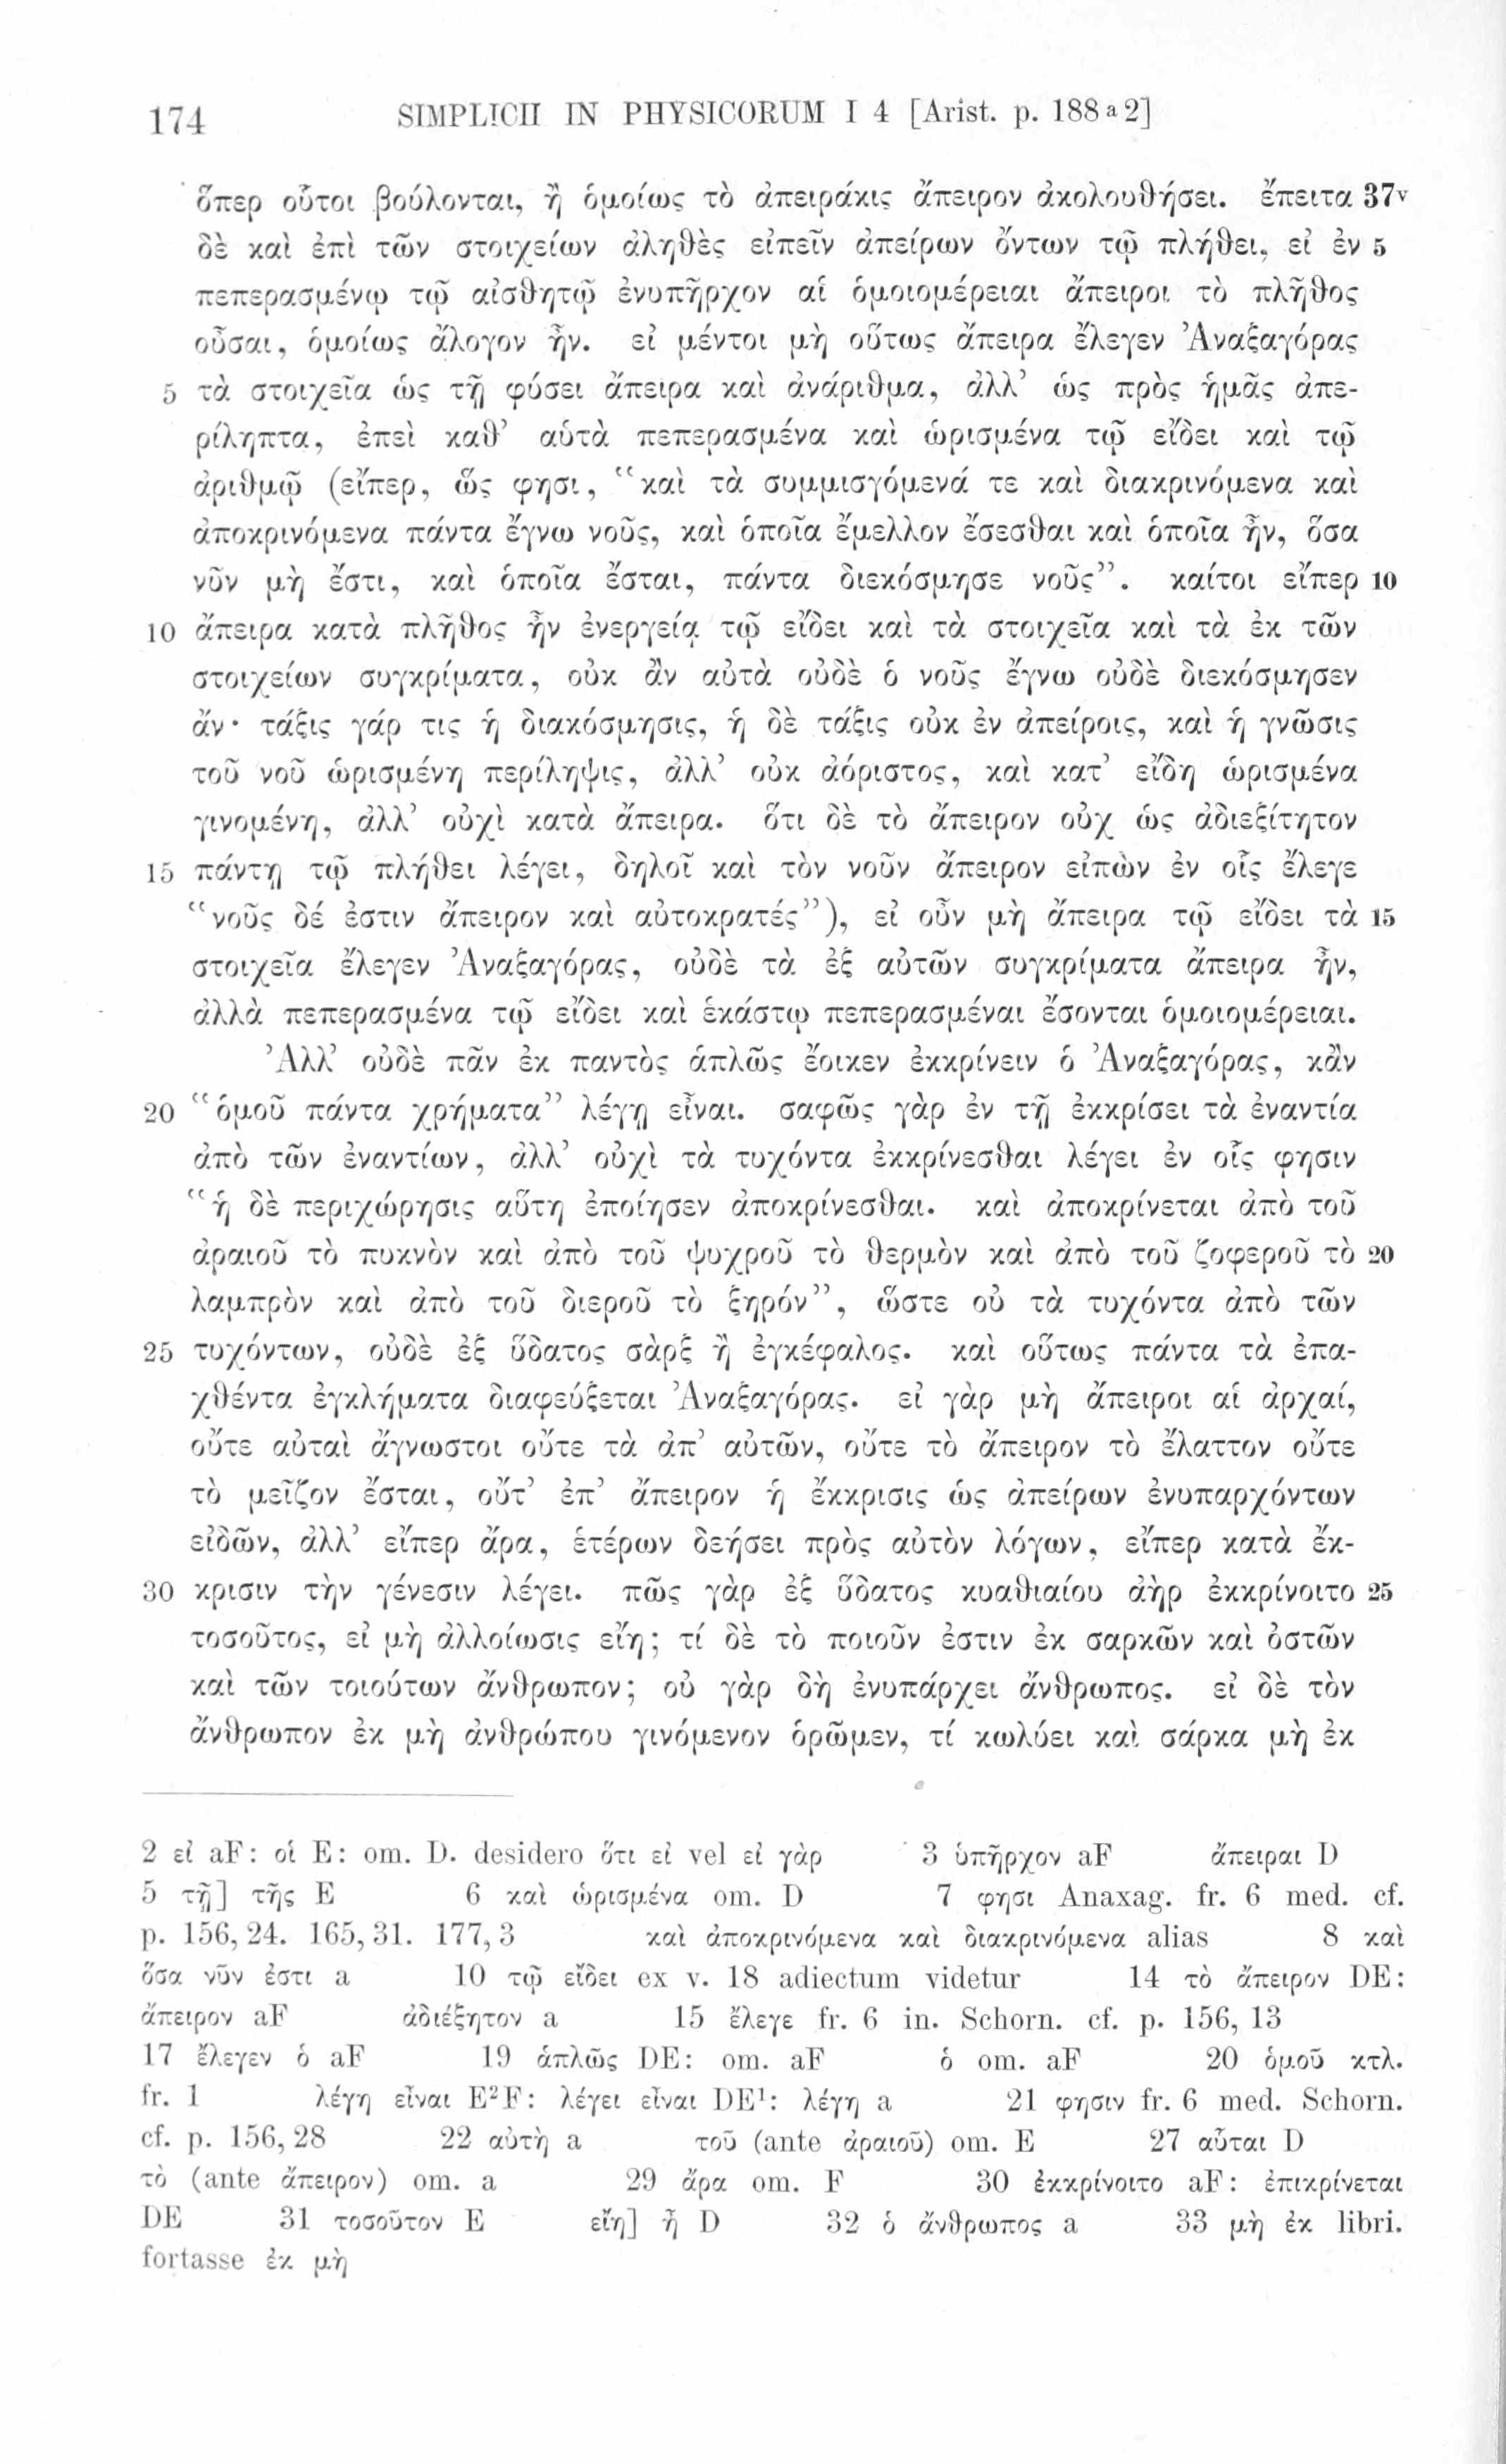 174 SIMPLICII IN PHYSICORUM I 4 [Arist. p. 188 a 2]
ὅπερ οὗτοι βούλονται, ἢ ὁμοίως τὸ ἀπειράκις ἄπειρον ἀκολουθήσει. ἔπειτα 37v
δὲ καὶ ἐπὶ τῶν στοιχείων ἀληθὲς εἰπεῖν ἀπείρων ὄντων τῷ πλήθει, εἰ ἐν 5
πεπερασμένῳ τῷ αἰσθητῷ ἐνυπῆρχον αἱ ὁμοιομέρειαι ἄπειροι τὸ πλῆθος
οὖσαι, ὁμοίως ἄλογον ἦν. εἰ μέντοι μὴ οὕτως ἄπειρα ἔλεγεν Ἀναξαγόρας
5 τὰ στοιχεῖα ὡς τῇ φύσει ἄπειρα καὶ ἀνάριθμα, ἀλλ’ ὡς πρὸς ἡμᾶς ἀπε-
ρίληπτα, ἐπεὶ καθ’ αὑτὰ πεπερασμένα καὶ ὡρισμένα τῷ εἴδει καὶ τῷ
ἀριθμῷ (εἴπερ, ὥς φησι, “καὶ τὰ συμμισγόμενά τε καὶ διακρινόμενα καὶ
ἀποκρινόμενα πάντα ἔγνω νοῦς, καὶ ὁποῖα ἔμελλον ἔσεσθαι καὶ ὁποῖα ἦν, ὅσα
νῦν μὴ ἔστι, καὶ ὁποῖα ἔσται, πάντα διεκόσμησε νοῦς”. καίτοι εἴπερ 10
10 ἄπειρα κατὰ πλῆθος ἦν ἐνεργείᾳ τῷ εἴδει καὶ τὰ στοιχεῖα καὶ τὰ ἐκ τῶν
στοιχείων συγκρίματα, οὐκ ἂν αὐτὰ οὐδὲ ὁ νοῦς ἔγνω οὐδὲ διεκόσμησεν
ἄν· τάξις γάρ τις ἡ διακόσμησις, ἡ δὲ τάξις οὐκ ἐν ἀπείροις, καὶ ἡ γνῶσις
τοῦ νοῦ ὡρισμένη περίληψις, ἀλλ’ οὐκ ἀόριστος, καὶ κατ’ εἴδη ὡρισμένα
γινομένη, ἀλλ’ οὐχὶ κατὰ ἄπειρα. ὅτι δὲ τὸ ἄπειρον οὐχ ὡς ἀδιεξίτητον
15 πάντῃ τῷ πλήθει λέγει, δηλοῖ καὶ τὸν νοῦν ἄπειρον εἰπὼν ἐν οἷς ἔλεγε
“νοῦς δέ ἐστιν ἄπειρον καὶ αὐτοκρατές”), εἰ οὖν μὴ ἄπειρα τῷ εἴδει τὰ 15
στοιχεῖα ἔλεγεν Ἀναξαγόρας, οὐδὲ τὰ ἐξ αὐτῶν συγκρίματα ἄπειρα ἦν,
ἀλλὰ πεπερασμένα τῷ εἴδει καὶ ἑκάστῳ πεπερασμέναι ἔσονται ὁμοιομέρειαι.
Ἀλλ’ οὐδὲ πᾶν ἐκ παντὸς ἁπλῶς ἔοικεν ἐκκρίνειν ὁ Ἀναξαγόρας, κἂν
20 “ὁμοῦ πάντα χρήματα” λέγῃ εἶναι. σαφῶς γὰρ ἐν τῇ ἐκκρίσει τὰ ἐναντία
ἀπὸ τῶν ἐναντίων, ἀλλ’ οὐχὶ τὰ τυχόντα ἐκκρίνεσθαι λέγει ἐν οἷς φησιν
“ἡ δὲ περιχώρησις αὕτη ἐποίησεν ἀποκρίνεσθαι. καὶ ἀποκρίνεται ἀπὸ τοῦ
ἀραιοῦ τὸ πυκνὸν καὶ ἀπὸ τοῦ ψυχροῦ τὸ θερμὸν καὶ ἀπὸ τοῦ ζοφεροῦ τὸ 20
λαμπρὸν καὶ ἀπὸ τοῦ διεροῦ τὸ ξηρόν”, ὥστε οὐ τὰ τυχόντα ἀπὸ τῶν
25 τυχόντων, οὐδὲ ἐξ ὕδατος σὰρξ ἢ ἐγκέφαλος. καὶ οὕτως πάντα τὰ ἐπα-
χθέντα ἐγκλήματα διαφεύξεται Ἀναξαγόρας. εἰ γὰρ μὴ ἄπειροι αἱ ἀρχαί,
οὔτε αὐταὶ ἄγνωστοι οὔτε τὰ ἀπ’ αὐτῶν, οὔτε τὸ ἄπειρον τὸ ἔλαττον οὔτε
τὸ μεῖζον ἔσται, οὔτ’ ἐπ’ ἄπειρον ἡ ἔκκρισις ὡς ἀπείρων ἐνυπαρχόντων
εἰδῶν, ἀλλ’ εἴπερ ἄρα, ἑτέρων δεήσει πρὸς αὐτὸν λόγων, εἴπερ κατὰ ἔκ-
30 κρισιν τὴν γένεσιν λέγει. πῶς γὰρ ἐξ ὕδατος κυαθιαίου ἀὴρ ἐκκρίνοιτο 25
τοσοῦτος, εἰ μὴ ἀλλοίωσις εἴη; τί δὲ τὸ ποιοῦν ἐστιν ἐκ σαρκῶν καὶ ὀστῶν
καὶ τῶν τοιούτων ἄνθρωπον; οὐ γὰρ δὴ ἐνυπάρχει ἄνθρωπος. εἰ δὲ τὸν
ἄνθρωπον ἐκ μὴ ἀνθρώπου γινόμενον ὁρῶμεν, τί κωλύει καὶ σάρκα μὴ ἐκ
2 εἰ aF: οἱ E: om. D. desidero ὅτι εἰ vel εἰ γὰρ 3 ὑπῆρχον aF ἄπειραι D
5 τῇ] τῆς E 6 καὶ ὡρισμένα om. D 7 φησι Anaxag. fr. 6 med. cf.
p. 156,24. 165,31. 177,3 καὶ ἀποκρινόμενα καὶ διακρινόμενα alias 8 καὶ
ὅσα νῦν ἐστι a 10 τῷ εἴδει ex v. 18 adiectum videtur 14 τὸ ἄπειρον DE:
ἄπειρον aF ἀδιέξητον a 15 ἔλεγε fr. 6 in. Schorn. cf. p. 156, 13
17 ἔλεγεν ὁ aF 19 ἁπλῶς DE: om. aF ὁ om. aF 20 ὁμοῦ κτλ.
fr. 1 λέγη εἶναι E²F: λέγει εἶναι DE¹: λέγη a 21 φησιν fr. 6 med. Schorn.
cf. p. 156,28 22 αὐτὴ a τοῦ (ante ἀραιοῦ) om. E 27 αὗται D
τὸ (ante ἄπειρον) om. a 29 ἄρα om. F 30 ἐκκρίνοιτο aF: ἐπικρίνεται
DE 31 τοσοῦτον E εἴη] ἦ D 32 ὁ ἄνθρωπος a 33 μὴ ἐκ libri.
fortasse ἐκ μὴ